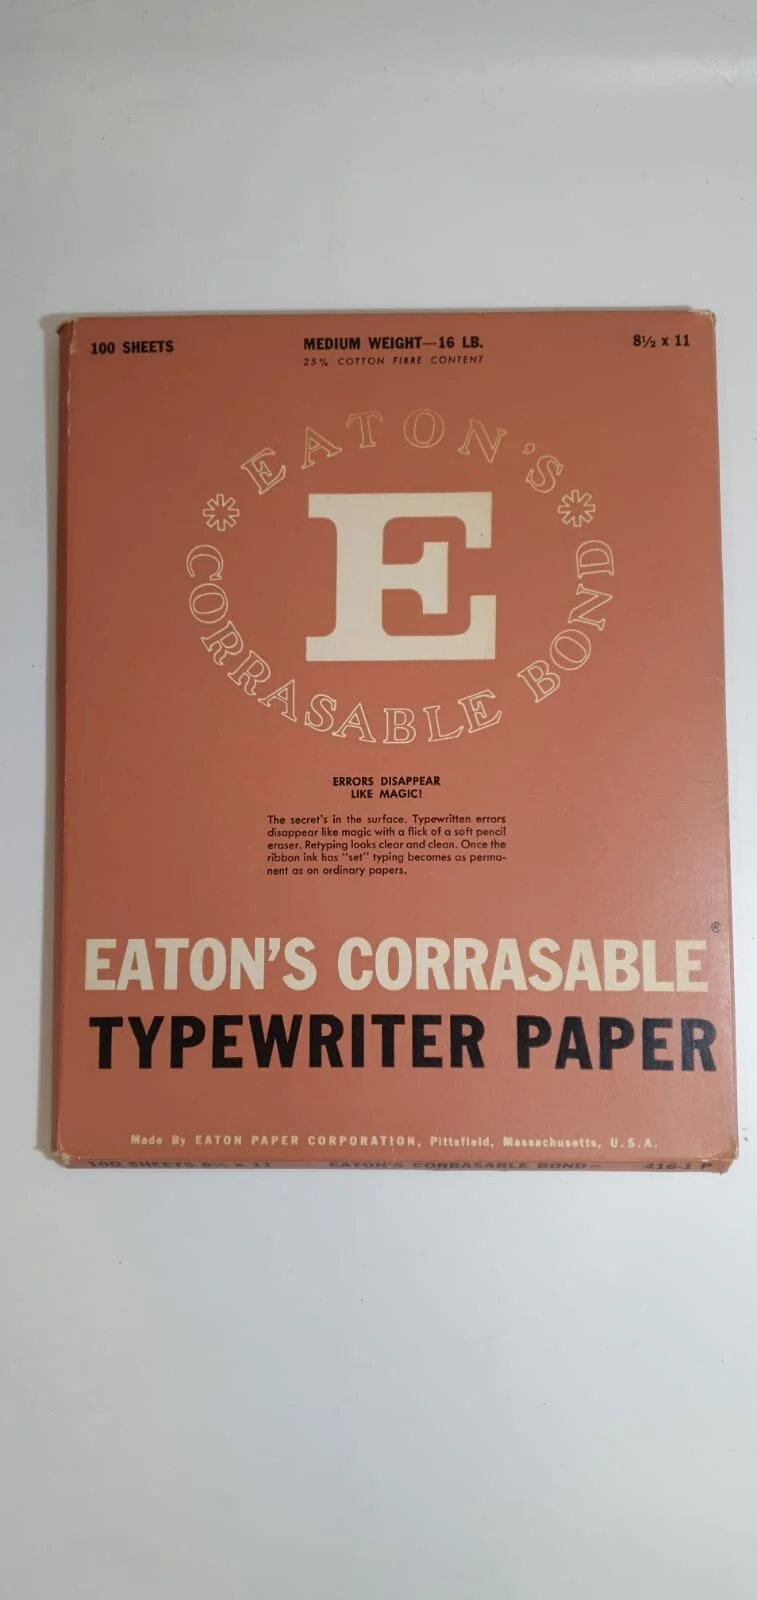 100 SHEETS
MEDIUM WEIGHT—16 LB.
8½ x 11
25% COTTON FIBRE CONTENT
EATON'S
E
CORRASABLE BOND
ERRORS DISAPPEAR
LIKE MAGIC!
The secret's in the surface. Typewritten errors
disappear like magic with a flick of a soft pencil
eraser. Retyping looks clear and clean. Once the
ribbon ink has "set" typing becomes as perma-
nent as on ordinary papers.
EATON'S CORRASABLE®
TYPEWRITER PAPER
Made By EATON PAPER CORPORATION, Pittsfield, Massachusetts, U.S.A.
100 SHEETS 8½ x 11 EATON'S CORRASABLE BOND 416-1 P